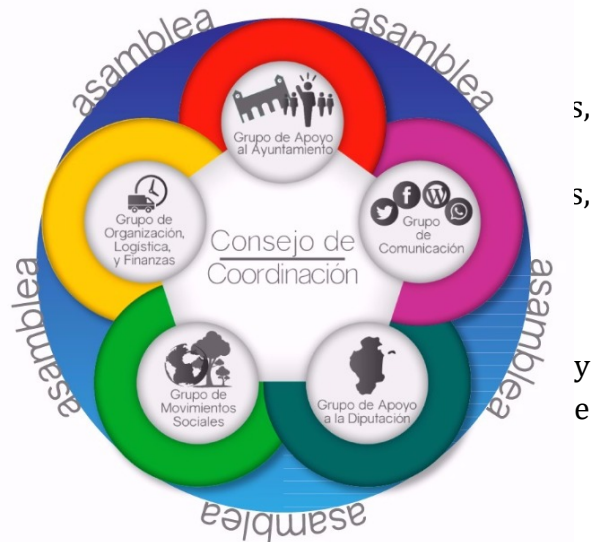 asamblea
asamblea
Grupo de Apoyo
al Ayuntamiento
s,
Grupo de
Organización,
Logística,
y Finanzas
Grupo
de
Comunicación
s,
Consejo de
Coordinación
asamblea
asamblea
Grupo de
Movimientos
Sociales
Grupo de Apoyo
a la Diputación
y
e
asamblea